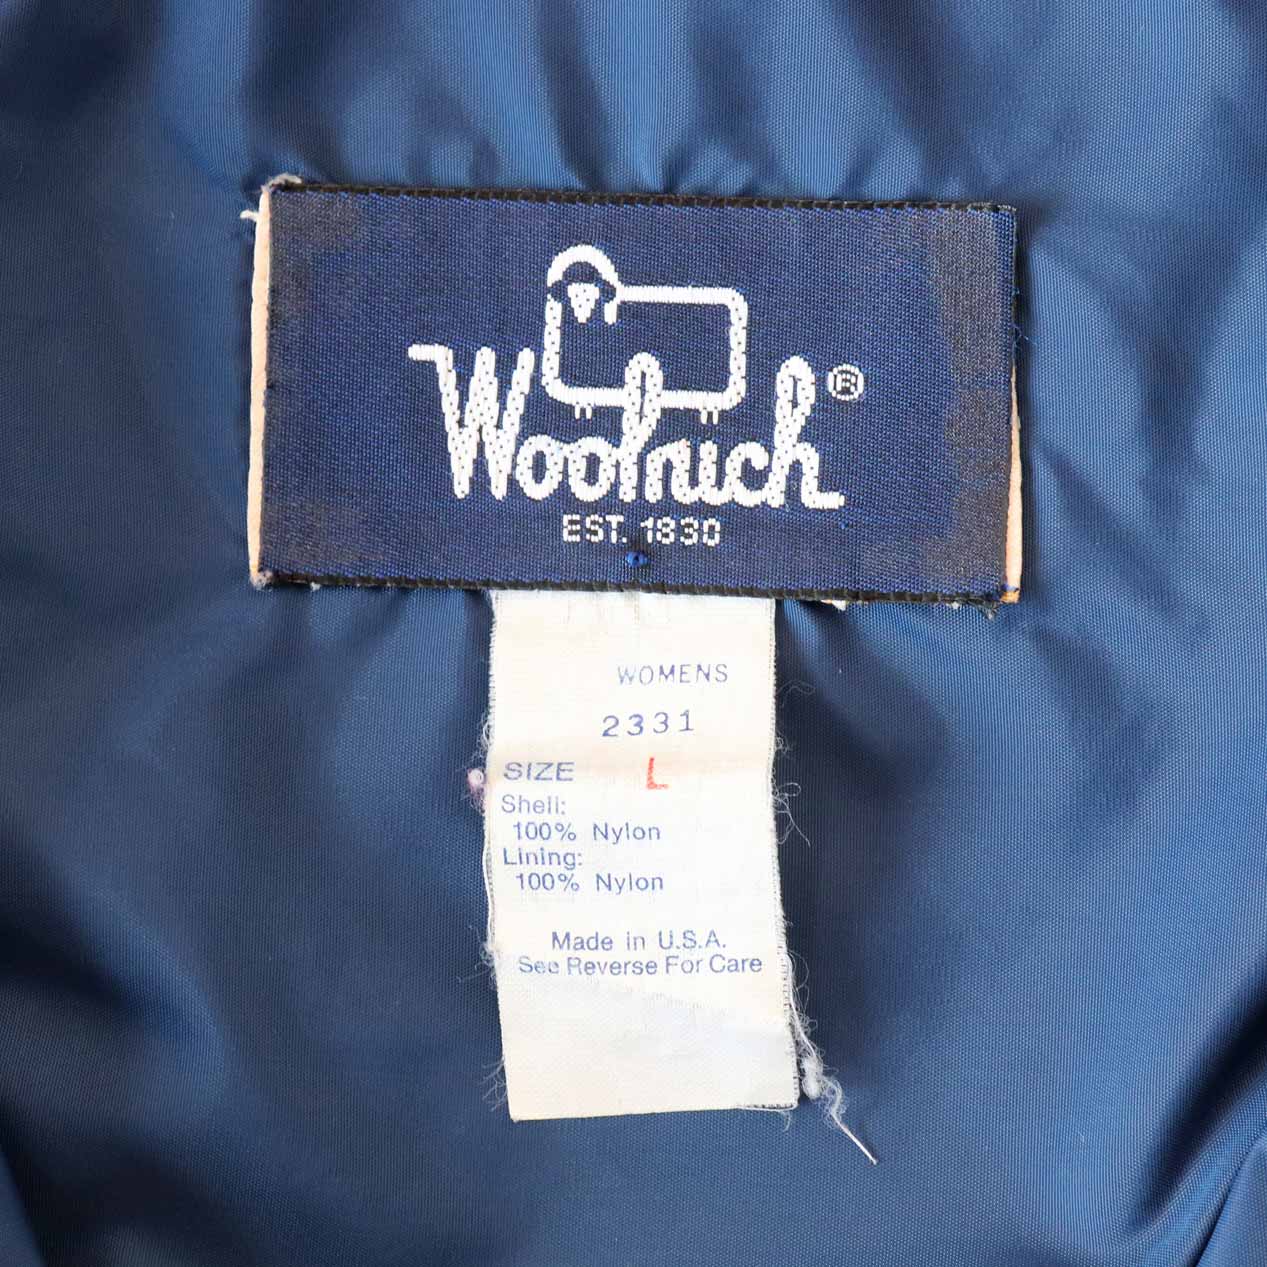 Woolrich®
EST. 1830
WOMENS
2331
SIZE L
Shell:
100% Nylon
Lining:
100% Nylon
Made in U.S.A.
See Reverse For Care